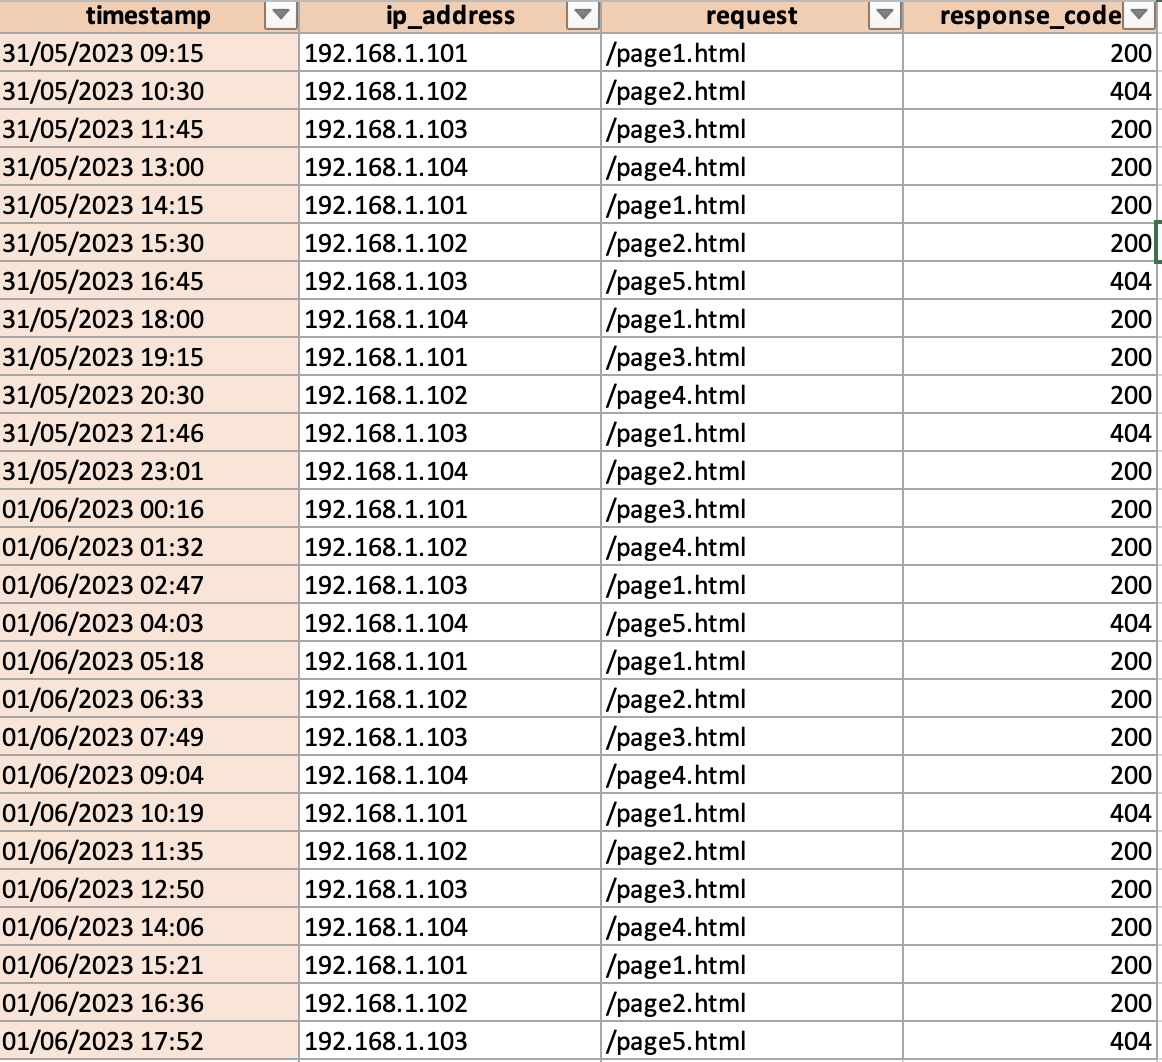 timestamp ip_address request response_code
31/05/2023 09:15 192.168.1.101 /page1.html 200
31/05/2023 10:30 192.168.1.102 /page2.html 404
31/05/2023 11:45 192.168.1.103 /page3.html 200
31/05/2023 13:00 192.168.1.104 /page4.html 200
31/05/2023 14:15 192.168.1.101 /page1.html 200
31/05/2023 15:30 192.168.1.102 /page2.html 200
31/05/2023 16:45 192.168.1.103 /page5.html 404
31/05/2023 18:00 192.168.1.104 /page1.html 200
31/05/2023 19:15 192.168.1.101 /page3.html 200
31/05/2023 20:30 192.168.1.102 /page4.html 200
31/05/2023 21:46 192.168.1.103 /page1.html 404
31/05/2023 23:01 192.168.1.104 /page2.html 200
01/06/2023 00:16 192.168.1.101 /page3.html 200
01/06/2023 01:32 192.168.1.102 /page4.html 200
01/06/2023 02:47 192.168.1.103 /page1.html 200
01/06/2023 04:03 192.168.1.104 /page5.html 404
01/06/2023 05:18 192.168.1.101 /page1.html 200
01/06/2023 06:33 192.168.1.102 /page2.html 200
01/06/2023 07:49 192.168.1.103 /page3.html 200
01/06/2023 09:04 192.168.1.104 /page4.html 200
01/06/2023 10:19 192.168.1.101 /page1.html 404
01/06/2023 11:35 192.168.1.102 /page2.html 200
01/06/2023 12:50 192.168.1.103 /page3.html 200
01/06/2023 14:06 192.168.1.104 /page4.html 200
01/06/2023 15:21 192.168.1.101 /page1.html 200
01/06/2023 16:36 192.168.1.102 /page2.html 200
01/06/2023 17:52 192.168.1.103 /page5.html 404